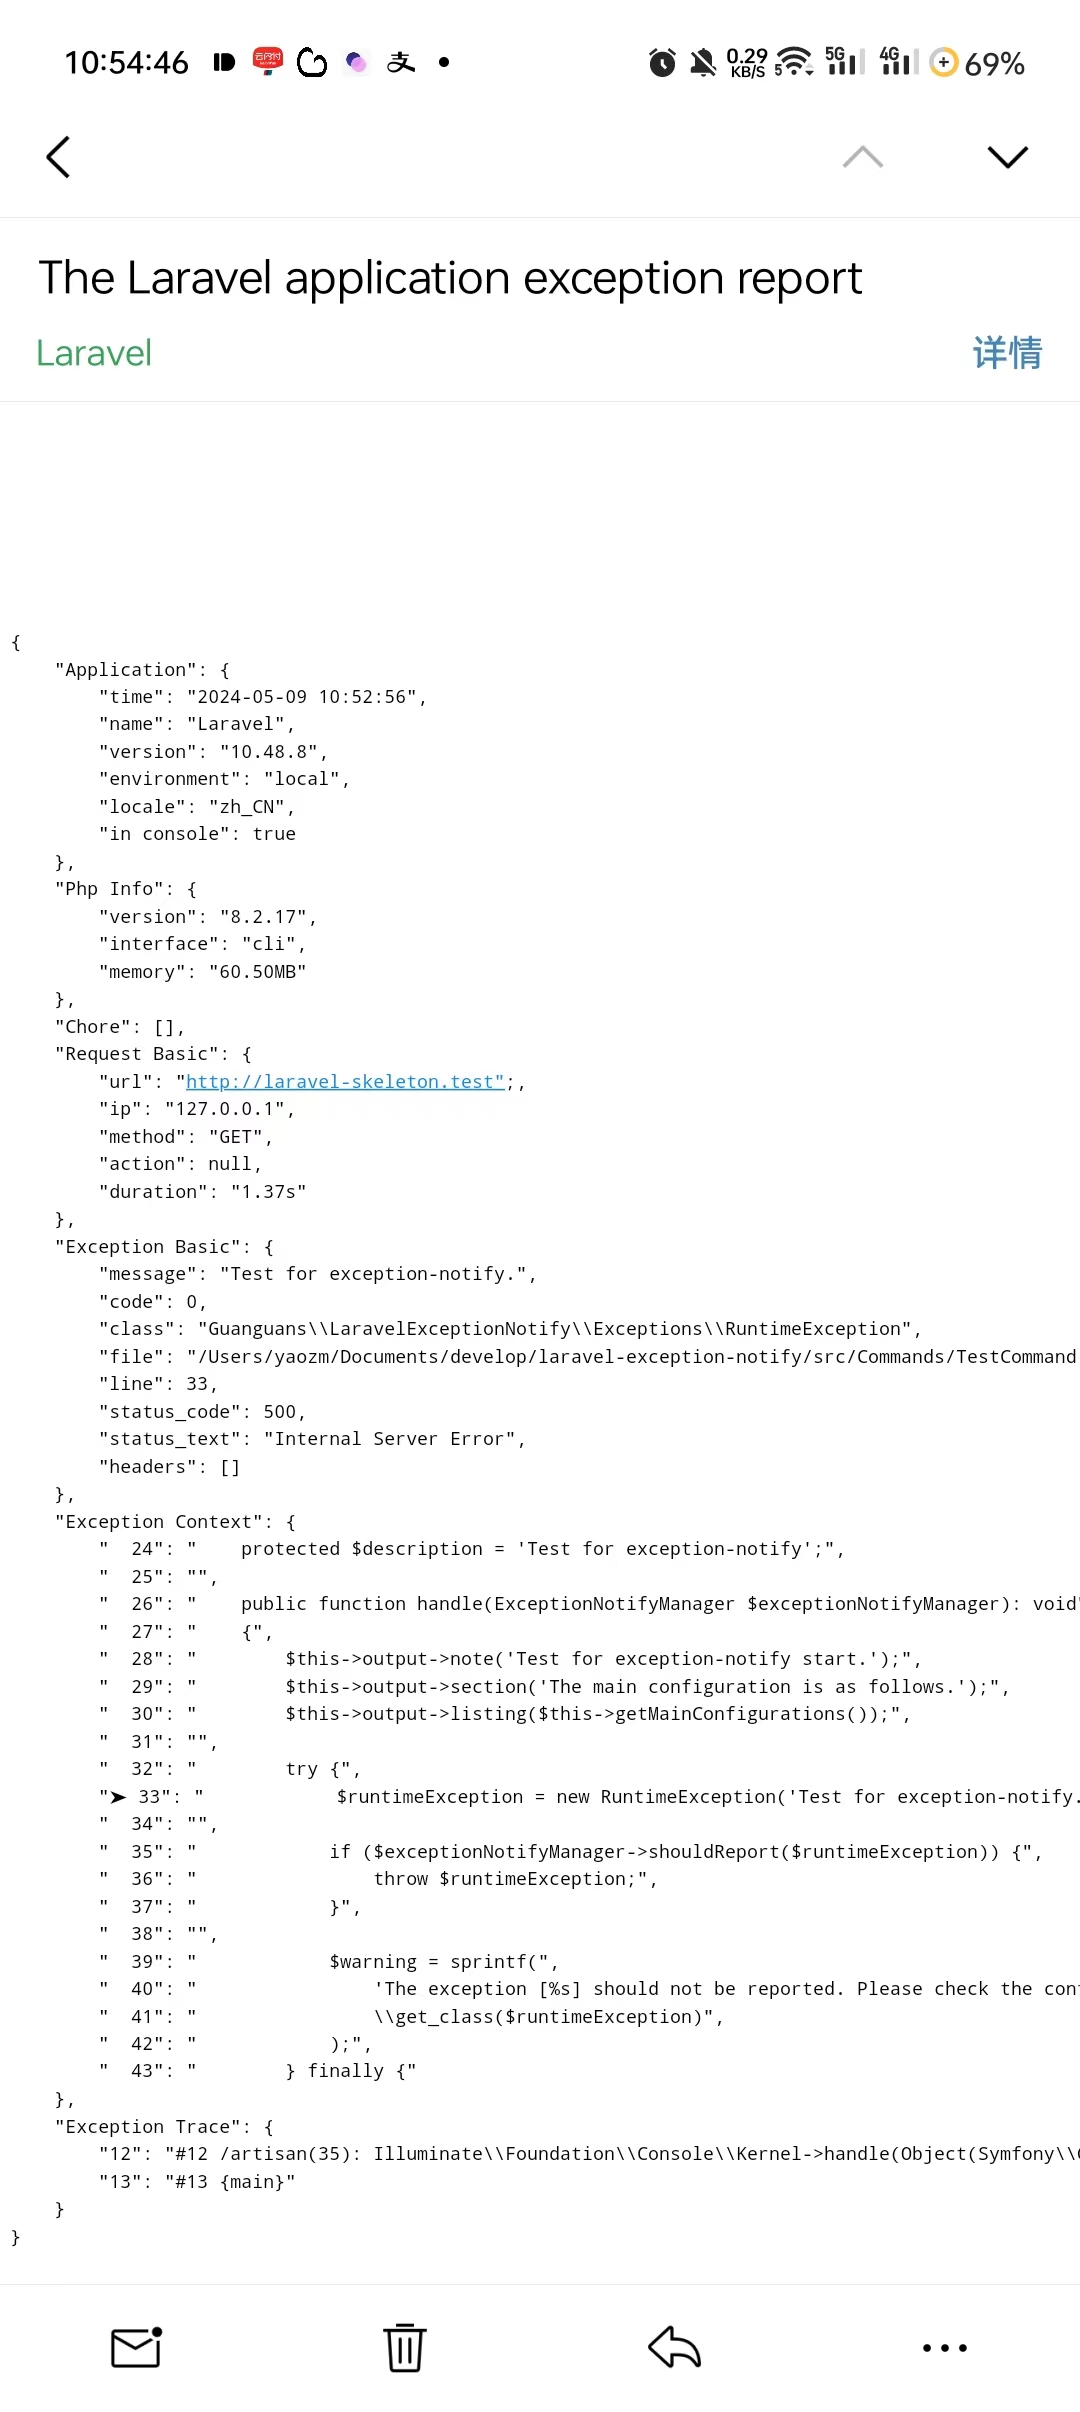 10:54:46 0.29 KB/S 5 5G 4G 69%
The Laravel application exception report
Laravel 详情
{
    "Application": {
        "time": "2024-05-09 10:52:56",
        "name": "Laravel",
        "version": "10.48.8",
        "environment": "local",
        "locale": "zh_CN",
        "in console": true
    },
    "Php Info": {
        "version": "8.2.17",
        "interface": "cli",
        "memory": "60.50MB"
    },
    "Chore": [],
    "Request Basic": {
        "url": "http://laravel-skeleton.test";,
        "ip": "127.0.0.1",
        "method": "GET",
        "action": null,
        "duration": "1.37s"
    },
    "Exception Basic": {
        "message": "Test for exception-notify.",
        "code": 0,
        "class": "Guanguans\\LaravelExceptionNotify\\Exceptions\\RuntimeException",
        "file": "/Users/yaozm/Documents/develop/laravel-exception-notify/src/Commands/TestCommand
        "line": 33,
        "status_code": 500,
        "status_text": "Internal Server Error",
        "headers": []
    },
    "Exception Context": {
        "  24": "    protected $description = 'Test for exception-notify';",
        "  25": "",
        "  26": "    public function handle(ExceptionNotifyManager $exceptionNotifyManager): void"
        "  27": "    {",
        "  28": "        $this->output->note('Test for exception-notify start.');",
        "  29": "        $this->output->section('The main configuration is as follows.');",
        "  30": "        $this->output->listing($this->getMainConfigurations());",
        "  31": "",
        "  32": "        try {",
        "➤ 33": "            $runtimeException = new RuntimeException('Test for exception-notify.
        "  34": "",
        "  35": "            if ($exceptionNotifyManager->shouldReport($runtimeException)) {",
        "  36": "                throw $runtimeException;",
        "  37": "            }",
        "  38": "",
        "  39": "            $warning = sprintf(",
        "  40": "                'The exception [%s] should not be reported. Please check the con
        "  41": "                \\get_class($runtimeException)",
        "  42": "            );",
        "  43": "        } finally {"
    },
    "Exception Trace": {
        "12": "#12 /artisan(35): Illuminate\\Foundation\\Console\\Kernel->handle(Object(Symfony\\
        "13": "#13 {main}"
    }
}